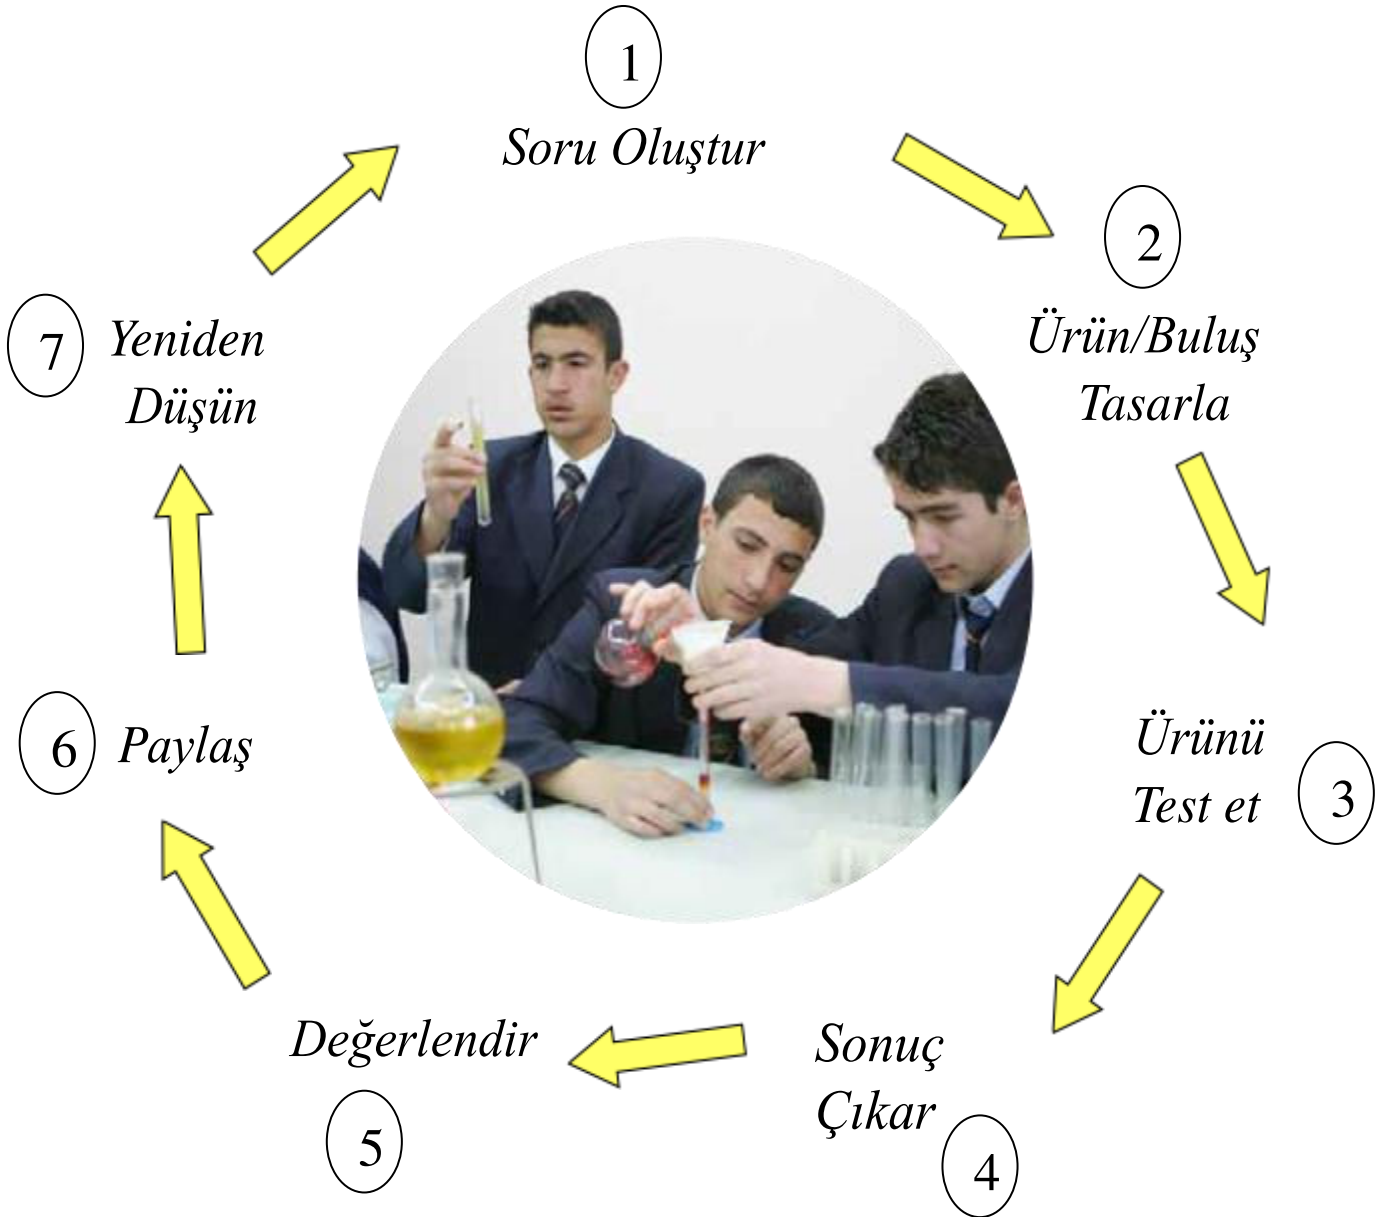 1
Soru Oluştur
2
Ürün/Buluş
Tasarla
Ürünü
Test et
3
Sonuç
Çıkar
4
Değerlendir
5
6
Paylaş
7
Yeniden
Düşün